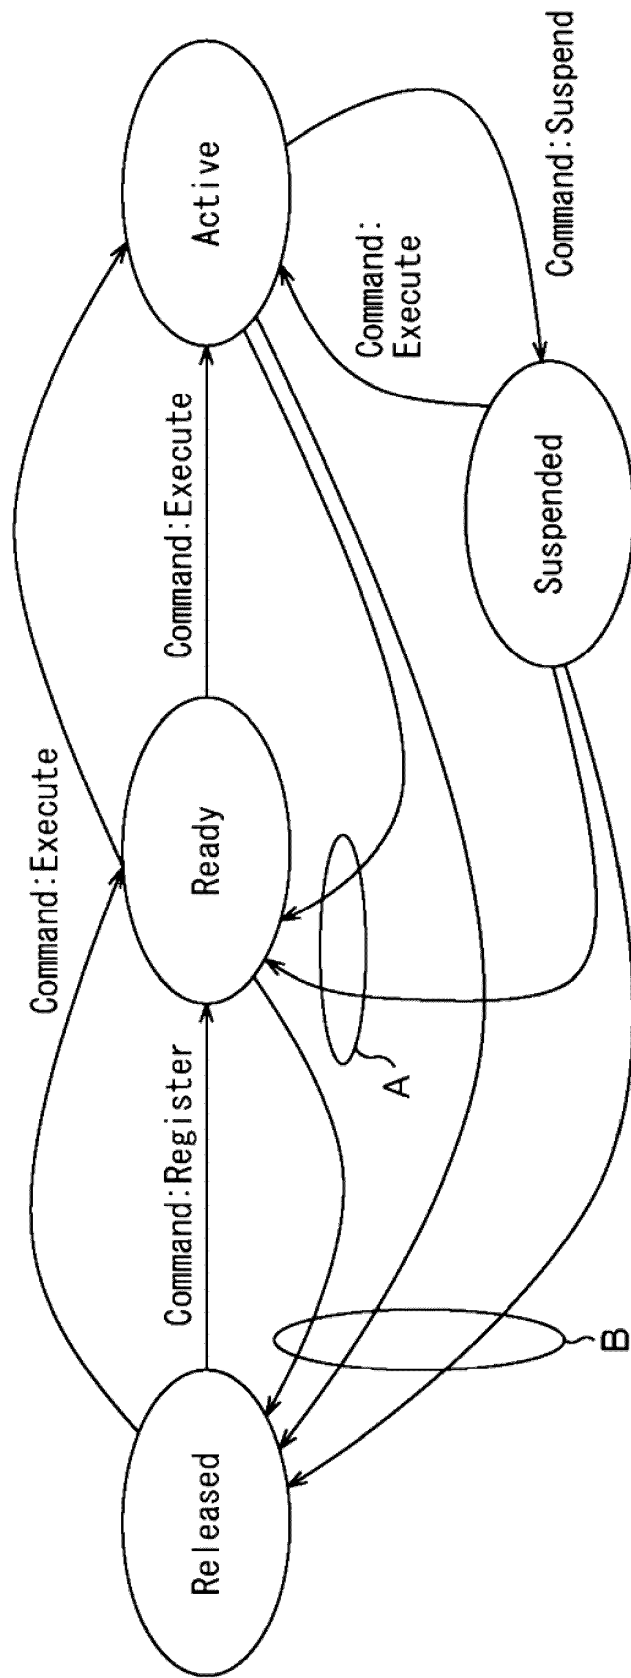 Command:Execute
Command:Register
Command:Execute
Released
Ready
Active
Command:
Execute
A
Suspended
B
Command:Suspend